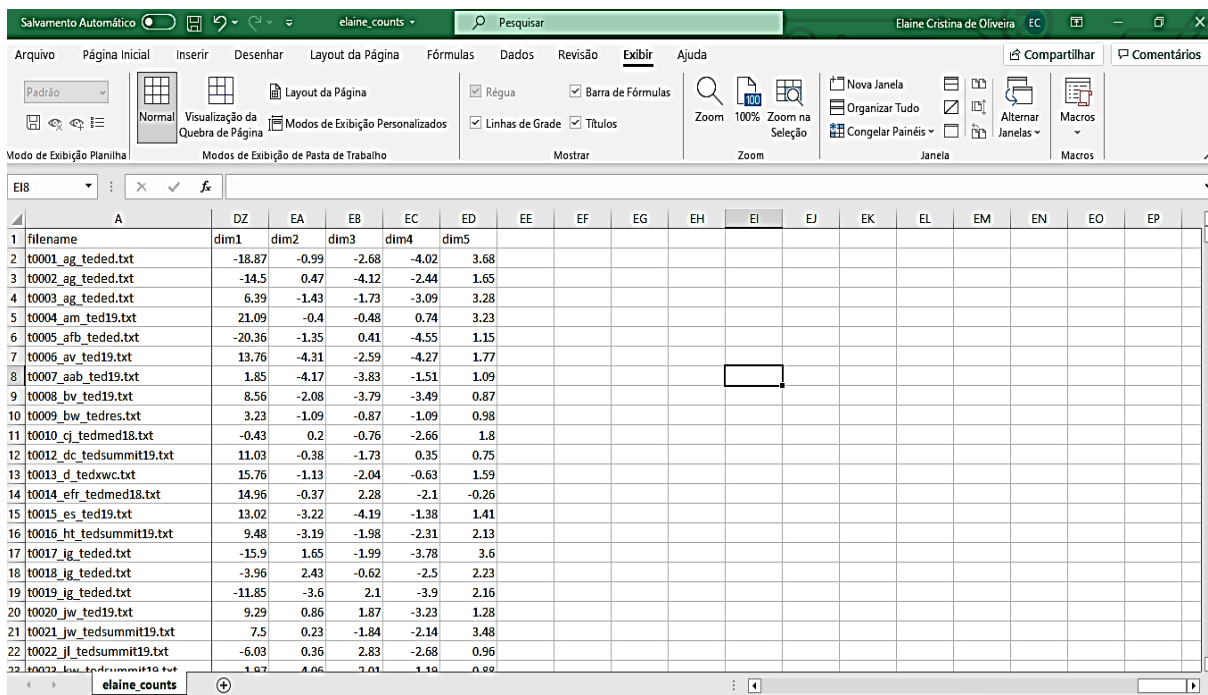 Salvamento Automático elaine_counts Pesquisar Elaine Cristina de Oliveira EC
Arquivo Página Inicial Inserir Desenhar Layout da Página Fórmulas Dados Revisão Exibir Ajuda Compartilhar Comentários
Padrão
Normal
Visualização da Quebra de Página
Layout da Página
Modos de Exibição Personalizados
Régua
Barra de Fórmulas
Linhas de Grade
Títulos
Zoom
100
100%
Zoom na Seleção
Nova Janela
Organizar Tudo
Congelar Painéis
Alternar Janelas
Macros
Modo de Exibição Planilha Modos de Exibição de Pasta de Trabalho Mostrar Zoom Janela Macros
EI8 fx
A DZ EA EB EC ED EE EF EG EH EI EJ EK EL EM EN EO EP
1 filename dim1 dim2 dim3 dim4 dim5
2 t0001_ag_teded.txt -18.87 -0.99 -2.68 -4.02 3.68
3 t0002_ag_teded.txt -14.5 0.47 -4.12 -2.44 1.65
4 t0003_ag_teded.txt 6.39 -1.43 -1.73 -3.09 3.28
5 t0004_am_ted19.txt 21.09 -0.4 -0.48 0.74 3.23
6 t0005_afb_teded.txt -20.36 -1.35 0.41 -4.55 1.15
7 t0006_av_ted19.txt 13.76 -4.31 -2.59 -4.27 1.77
8 t0007_aab_ted19.txt 1.85 -4.17 -3.83 -1.51 1.09
9 t0008_bv_ted19.txt 8.56 -2.08 -3.79 -3.49 0.87
10 t0009_bw_tedres.txt 3.23 -1.09 -0.87 -1.09 0.98
11 t0010_cj_tedmed18.txt -0.43 0.2 -0.76 -2.66 1.8
12 t0012_dc_tedsummit19.txt 11.03 -0.38 -1.73 0.35 0.75
13 t0013_d_tedxwc.txt 15.76 -1.13 -2.04 -0.63 1.59
14 t0014_efr_tedmed18.txt 14.96 -0.37 2.28 -2.1 -0.26
15 t0015_es_ted19.txt 13.02 -3.22 -4.19 -1.38 1.41
16 t0016_ht_tedsummit19.txt 9.48 -3.19 -1.98 -2.31 2.13
17 t0017_ig_teded.txt -15.9 1.65 -1.99 -3.78 3.6
18 t0018_ig_teded.txt -3.96 2.43 -0.62 -2.5 2.23
19 t0019_ig_teded.txt -11.85 -3.6 2.1 -3.9 2.16
20 t0020_jw_ted19.txt 9.29 0.86 1.87 -3.23 1.28
21 t0021_jw_tedsummit19.txt 7.5 0.23 -1.84 -2.14 3.48
22 t0022_jl_tedsummit19.txt -6.03 0.36 2.83 -2.68 0.96
elaine_counts